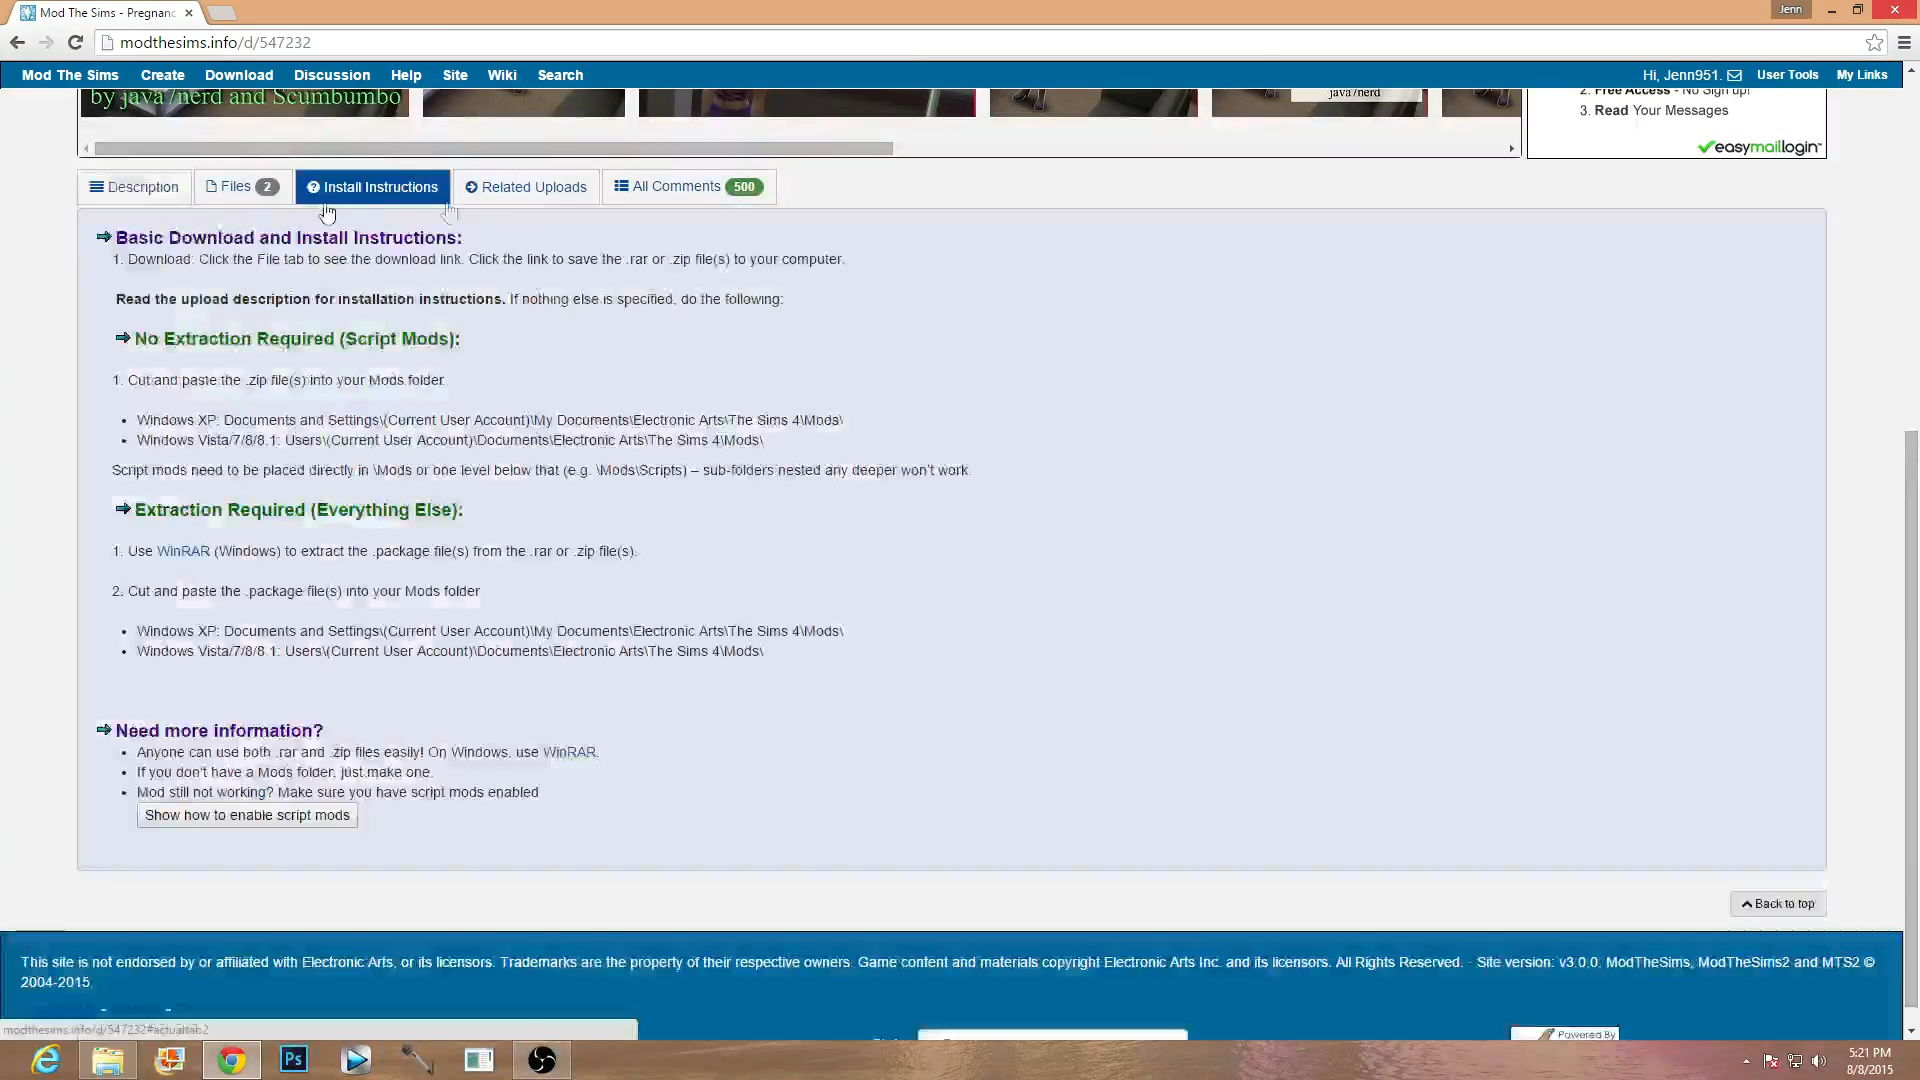 Mod The Sims - Pregnanc
Jenn
modthesims.info/d/547232
Mod The Sims Create Download Discussion Help Site Wiki Search
Hi, Jenn951. User Tools My Links
by java7nerd and Scumbumbo
java7nerd
2. Free Access - No Sign up!
3. Read Your Messages
easymaillogin
Description Files 2 Install Instructions Related Uploads All Comments 500
Basic Download and Install Instructions:
1. Download: Click the File tab to see the download link. Click the link to save the .rar or .zip file(s) to your computer.
Read the upload description for installation instructions. If nothing else is specified, do the following:
No Extraction Required (Script Mods):
1. Cut and paste the .zip file(s) into your Mods folder
• Windows XP: Documents and Settings\(Current User Account)\My Documents\Electronic Arts\The Sims 4\Mods\
• Windows Vista/7/8/8.1: Users\(Current User Account)\Documents\Electronic Arts\The Sims 4\Mods\
Script mods need to be placed directly in \Mods or one level below that (e.g. \Mods\Scripts) – sub-folders nested any deeper won't work
Extraction Required (Everything Else):
1. Use WinRAR (Windows) to extract the .package file(s) from the .rar or .zip file(s).
2. Cut and paste the .package file(s) into your Mods folder
• Windows XP: Documents and Settings\(Current User Account)\My Documents\Electronic Arts\The Sims 4\Mods\
• Windows Vista/7/8/8.1: Users\(Current User Account)\Documents\Electronic Arts\The Sims 4\Mods\
Need more information?
• Anyone can use both .rar and .zip files easily! On Windows, use WinRAR.
• If you don't have a Mods folder, just make one.
• Mod still not working? Make sure you have script mods enabled
Show how to enable script mods
Back to top
This site is not endorsed by or affiliated with Electronic Arts, or its licensors. Trademarks are the property of their respective owners. Game content and materials copyright Electronic Arts Inc. and its licensors. All Rights Reserved. - Site version: v3.0.0. ModTheSims, ModTheSims2 and MTS2 ©
2004-2015.
modthesims.info/d/547232#actualtab2
Powered By
Ps
5:21 PM
8/8/2015